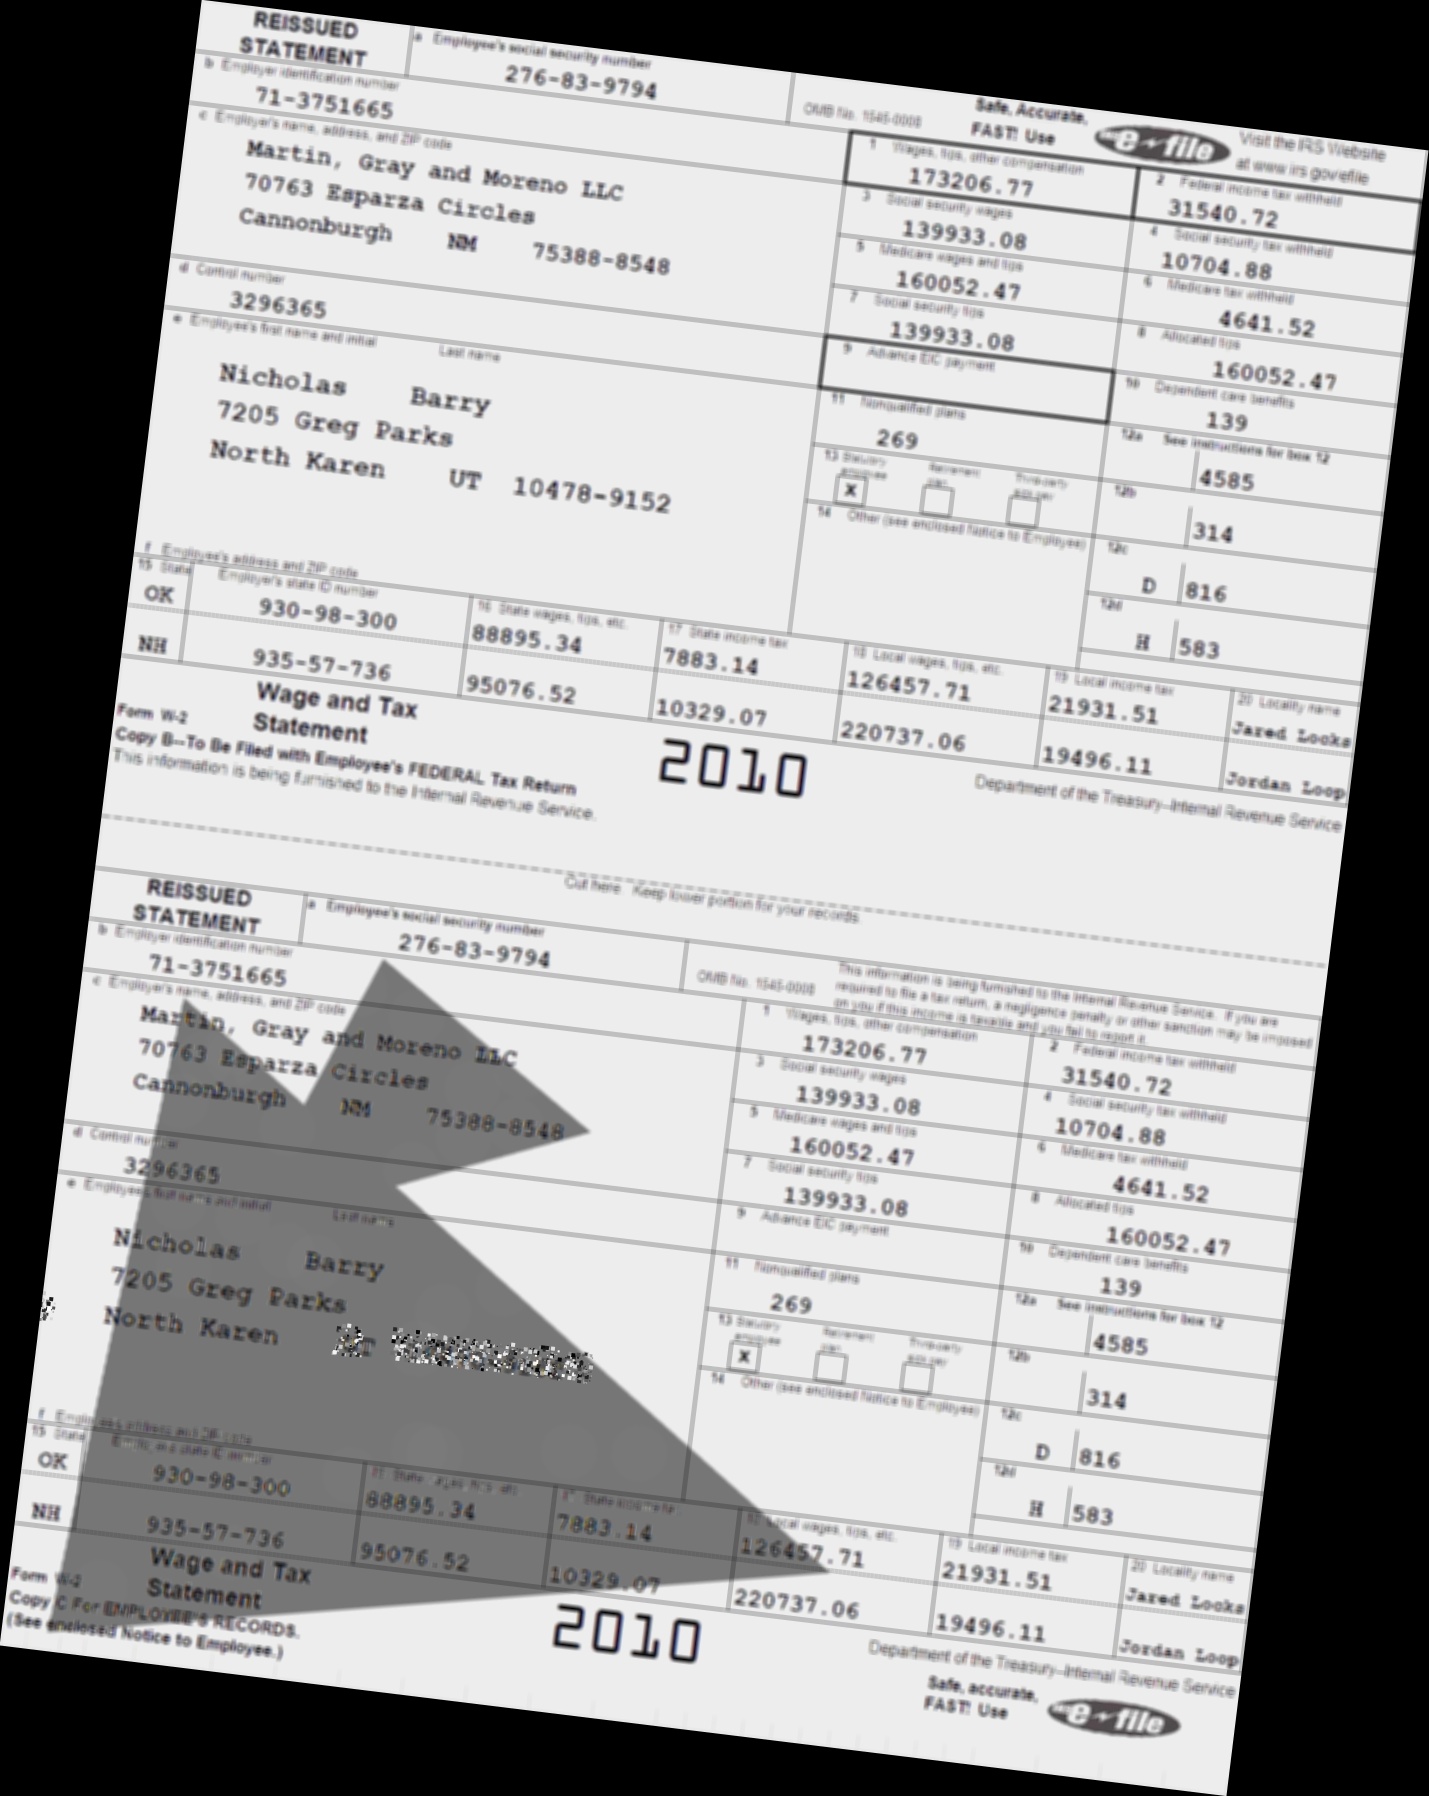 REISSUED STATEMENT
a Employee's social security number
276-83-9794
OMB No. 1545-0008
Safe, Accurate, FAST! Use
e-file
Visit the IRS Website at www.irs.gov/efile
b Employer identification number
71-3751665
c Employer's name, address, and ZIP code
Martin, Gray and Moreno LLC
70763 Esparza Circles
Cannonburgh NM 75388-8548
1 Wages, tips, other compensation
173206.77
2 Federal income tax withheld
31540.72
3 Social security wages
139933.08
4 Social security tax withheld
10704.88
5 Medicare wages and tips
160052.47
6 Medicare tax withheld
4641.52
d Control number
3296365
7 Social security tips
139933.08
8 Allocated tips
160052.47
e Employee's first name and initial Last name
Nicholas Barry
7205 Greg Parks
North Karen UT 10478-9152
9 Advance EIC payment
10 Dependent care benefits
139
11 Nonqualified plans
269
12a See instructions for box 12
4585
13 Statutory employee Retirement plan Third-party sick pay
X
12b
314
14 Other (see enclosed Notice to Employee)
12c
D 816
12d
H 583
f Employee's address and ZIP code
15 State Employer's state ID number
16 State wages, tips, etc.
17 State income tax
18 Local wages, tips, etc.
19 Local income tax
20 Locality name
OK 930-98-300 88895.34 7883.14 126457.71 21931.51 Jared Locks
NH 935-57-736 95076.52 10329.07 220737.06 19496.11 Jordan Loop
Wage and Tax Statement
Form W-2
2010
Department of the Treasury--Internal Revenue Service
Copy B--To Be Filed with Employee's FEDERAL Tax Return
This information is being furnished to the Internal Revenue Service.
Cut here. Keep lower portion for your records.
REISSUED STATEMENT
a Employee's social security number
276-83-9794
OMB No. 1545-0008
This information is being furnished to the Internal Revenue Service. If you are
required to file a tax return, a negligence penalty or other sanction may be imposed
on you if this income is taxable and you fail to report it.
b Employer identification number
71-3751665
c Employer's name, address, and ZIP code
Martin, Gray and Moreno LLC
70763 Esparza Circles
Cannonburgh NM 75388-8548
1 Wages, tips, other compensation
173206.77
2 Federal income tax withheld
31540.72
3 Social security wages
139933.08
4 Social security tax withheld
10704.88
5 Medicare wages and tips
160052.47
6 Medicare tax withheld
4641.52
d Control number
3296365
7 Social security tips
139933.08
8 Allocated tips
160052.47
e Employee's first name and initial Last name
Nicholas Barry
7205 Greg Parks
North Karen
9 Advance EIC payment
10 Dependent care benefits
139
11 Nonqualified plans
269
12a See instructions for box 12
4585
13 Statutory employee Retirement plan Third-party sick pay
X
12b
314
14 Other (see enclosed Notice to Employee)
12c
D 816
12d
H 583
f Employee's address and ZIP code
15 State Employer's state ID number
State wages, tips, etc.
State income tax
Local wages, tips, etc.
19 Local income tax
20 Locality name
OK 930-98-300 88895.34 7883.14 126457.71 21931.51 Jared Locks
NH 935-57-736 95076.52 10329.07 220737.06 19496.11 Jordan Loop
Wage and Tax Statement
Form W-2
2010
Department of the Treasury--Internal Revenue Service
Copy C For EMPLOYEE'S RECORDS.
(See enclosed Notice to Employee.)
Safe, accurate, FAST! Use
e-file